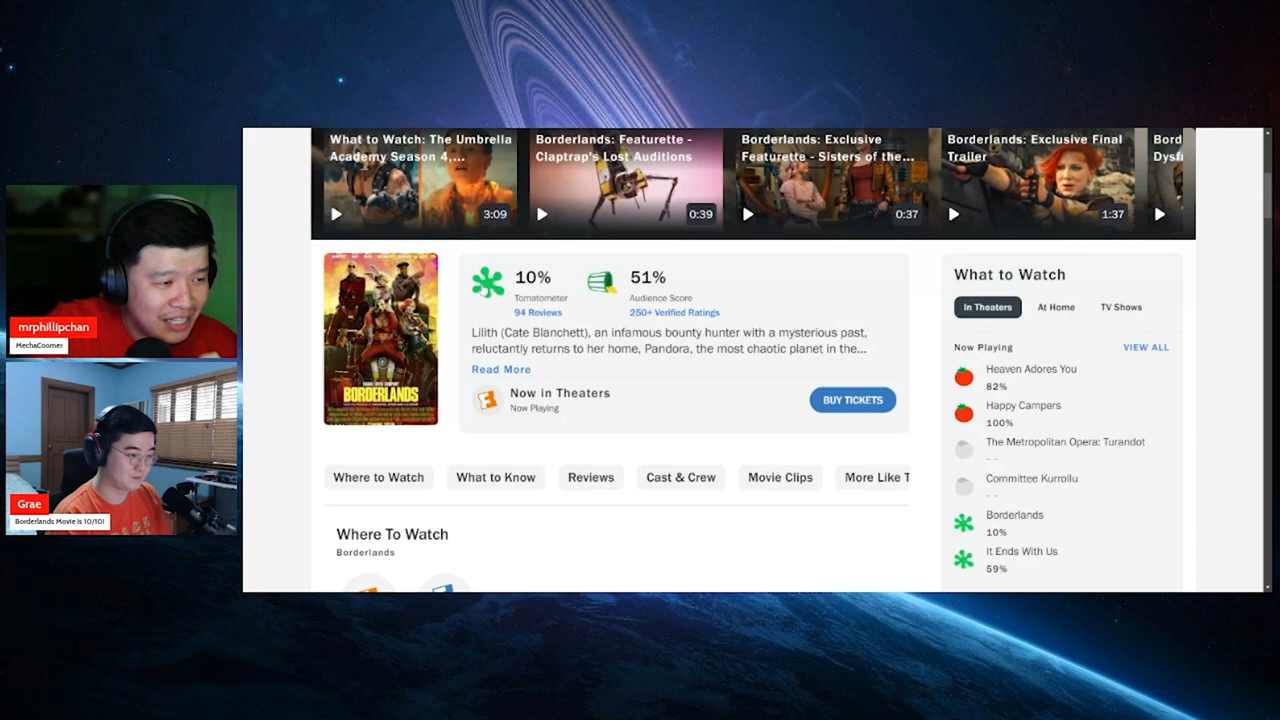 What to Watch: The Umbrella
Academy Season 4,...
3:09
Borderlands: Featurette -
Claptrap's Lost Auditions
0:39
Borderlands: Exclusive
Featurette - Sisters of the...
0:37
Borderlands: Exclusive Final
Trailer
1:37
Bord
mrphillipchan
MechaCoomer
Grae
Borderlands Movie is 10/10!
BORDERLANDS
10%
Tomatometer
94 Reviews
51%
Audience Score
250+ Verified Ratings
Lilith (Cate Blanchett), an infamous bounty hunter with a mysterious past,
reluctantly returns to her home, Pandora, the most chaotic planet in the...
Read More
Now in Theaters
Now Playing
BUY TICKETS
Where to Watch
What to Know
Reviews
Cast & Crew
Movie Clips
More Like T
Where To Watch
Borderlands
What to Watch
In Theaters
At Home
TV Shows
Now Playing
VIEW ALL
Heaven Adores You
82%
Happy Campers
100%
The Metropolitan Opera: Turandot
- -
Committee Kurrollu
- -
Borderlands
10%
It Ends With Us
59%